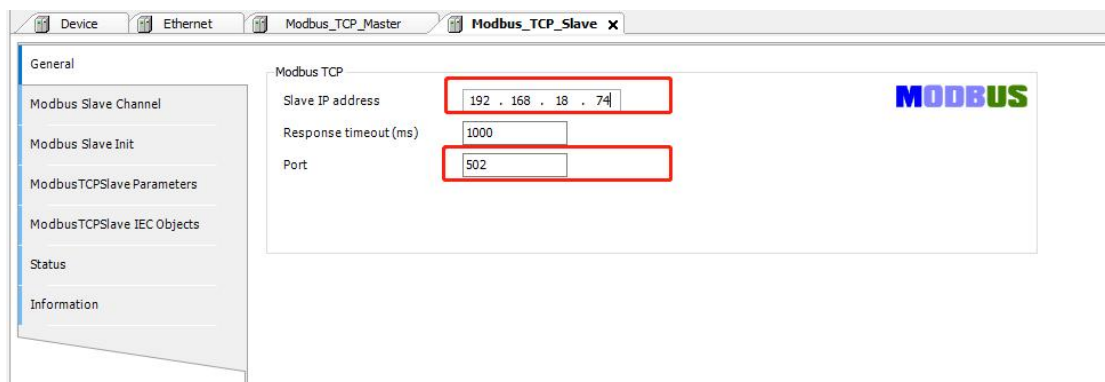 Device Ethernet Modbus_TCP_Master Modbus_TCP_Slave X
General
Modbus Slave Channel
Modbus Slave Init
ModbusTCPSlave Parameters
ModbusTCPSlave IEC Objects
Status
Information
Modbus TCP
Slave IP address 192 . 168 . 18 . 74
Response timeout (ms) 1000
Port 502
MODBUS